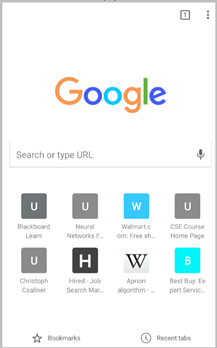 1
Google
Search or type URL
U U W U
Blackboard Neural Walmart.c CSE Course
Learn Networks F... om: Free sh... Home Page
U H W B
Christoph Hired - Job Apriori Best Buy: Ex
Csallner Search Mar... algorithm - ... pert Servic...
Bookmarks Recent tabs